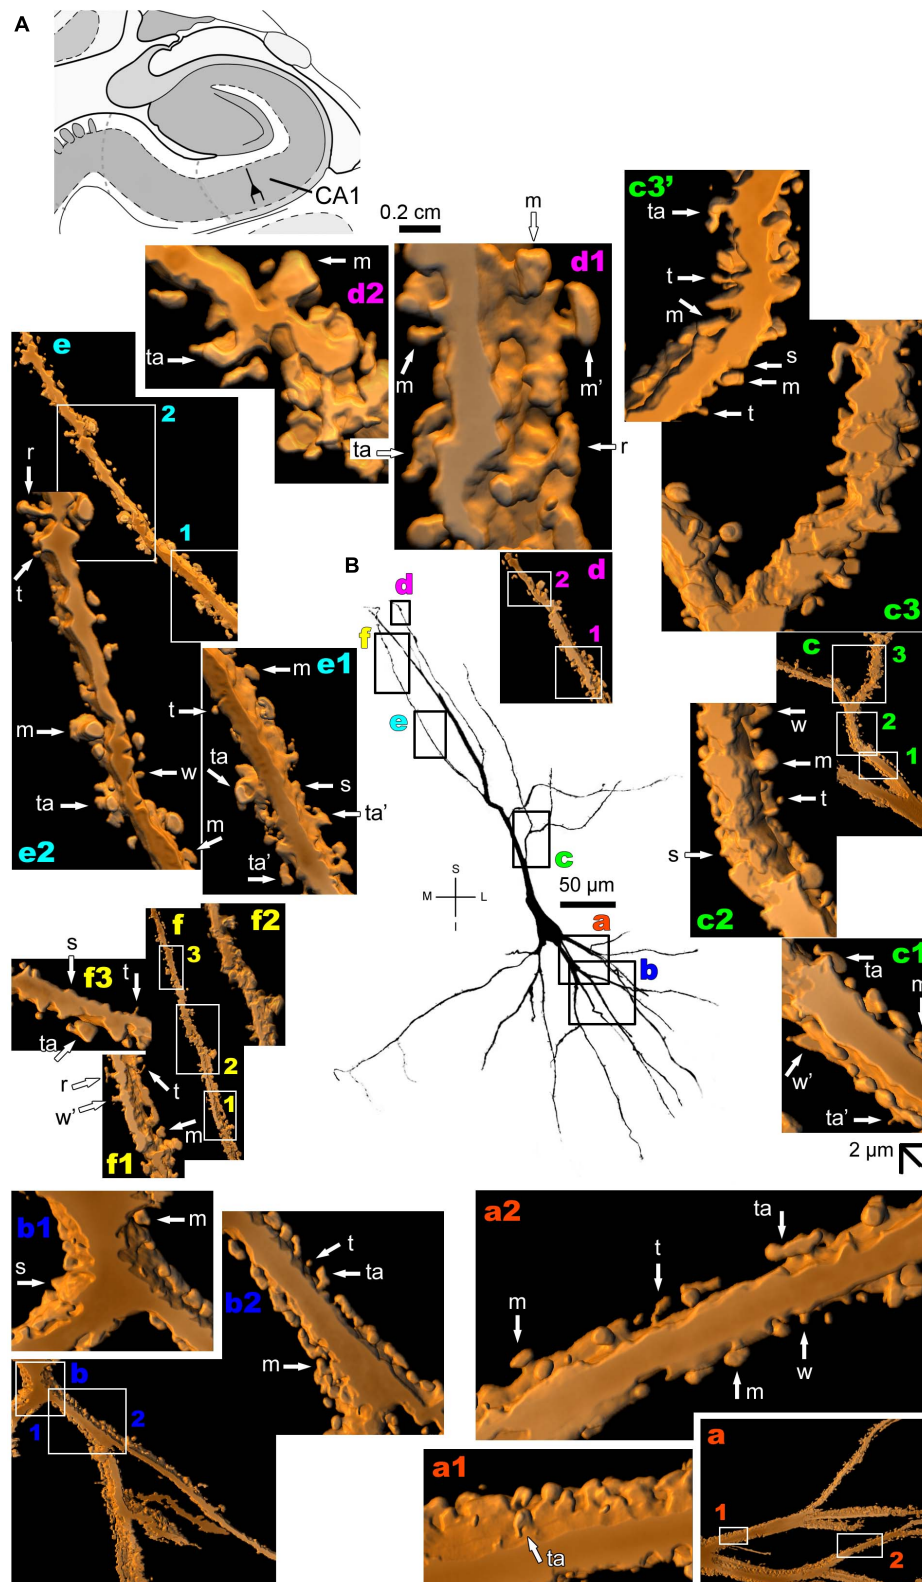 A
CA1
0.2 cm
m
d1
m
m'
ta
r
d2
m
ta
c3'
ta
t
m
s
m
t
c3
e
2
1
r
t
m
w
ta
m
e2
e1
m
t
ta
s
ta'
ta'
B
d
f
e
c
50 µm
a
b
S
M L
I
d
2
1
c
3
2
1
w
m
t
s
c2
c1
ta
m
w'
ta'
2 µm
f
3
2
1
f2
f3
s
t
ta
r
w'
t
m
f1
b1
m
s
b2
t
ta
m
b
1
2
a2
ta
t
m
m
w
a1
ta
a
1
2